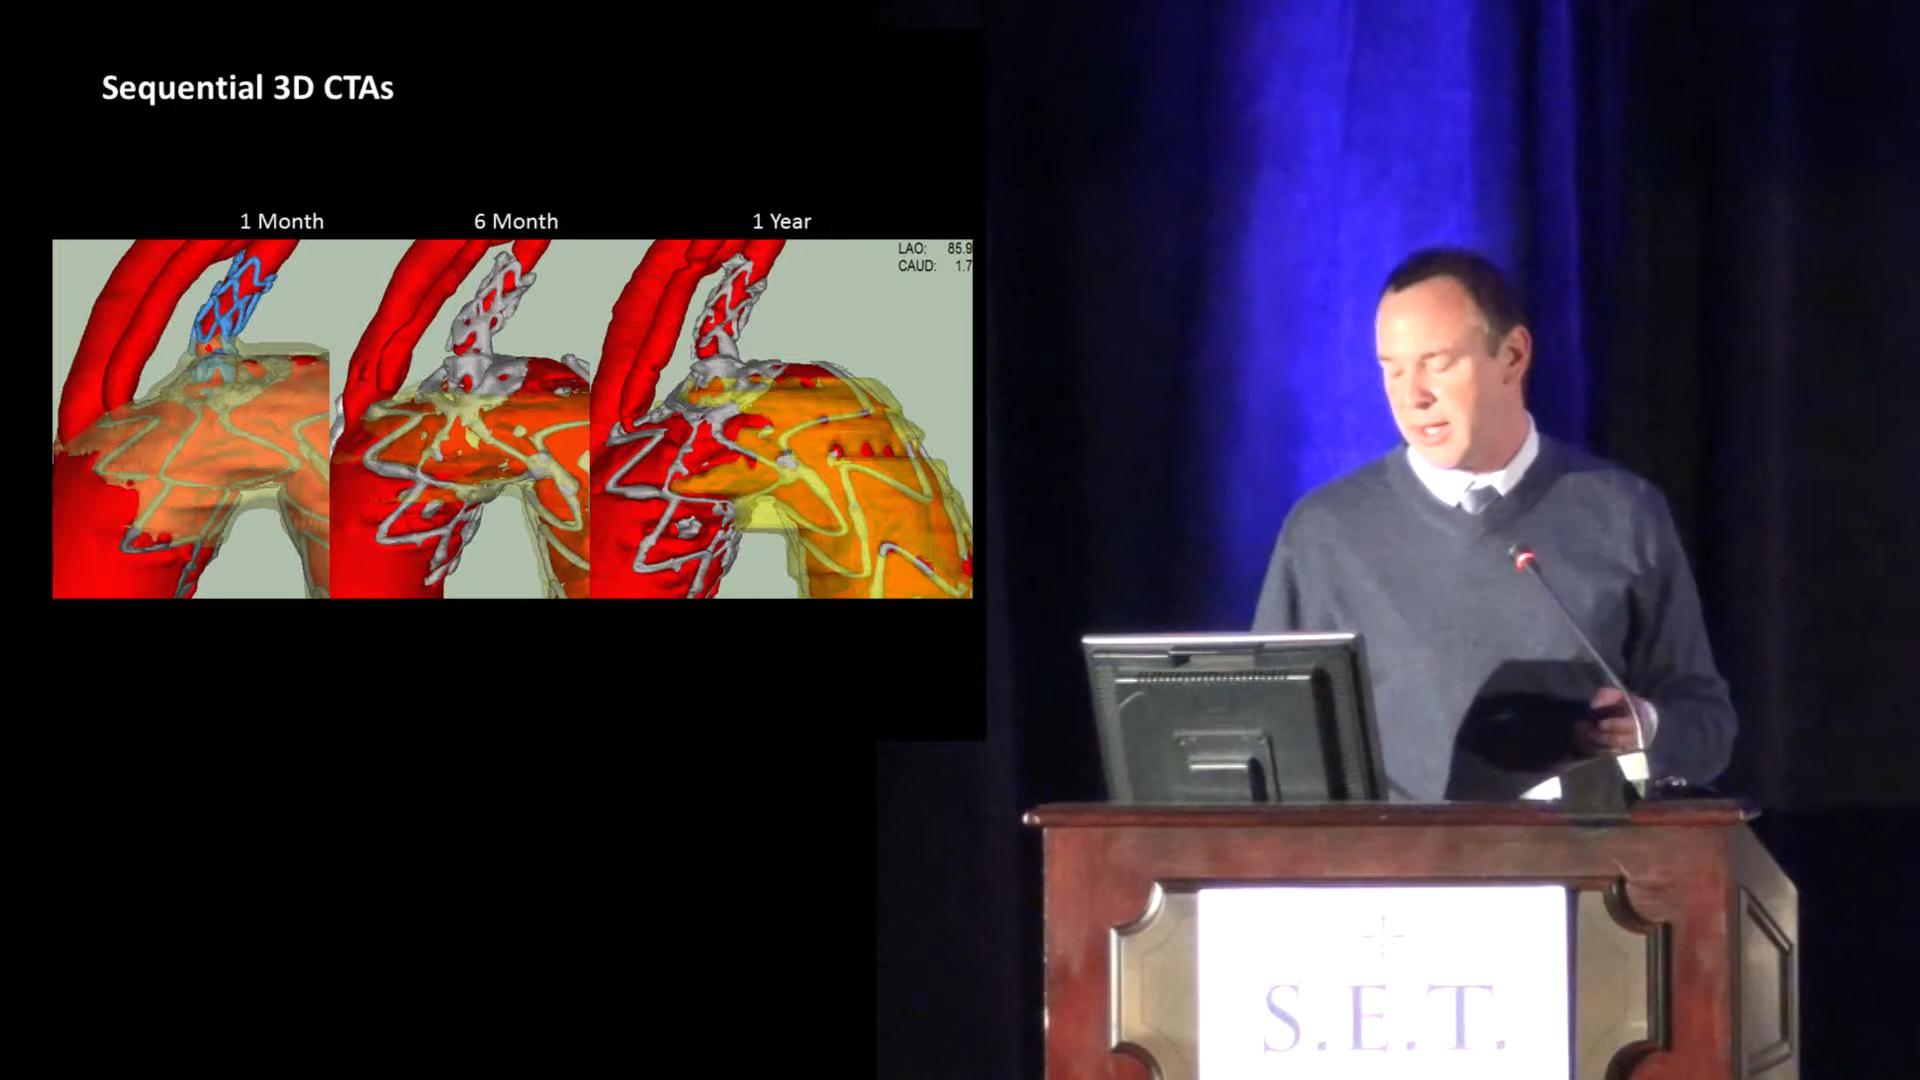 Sequential 3D CTAs
1 Month
6 Month
1 Year
LAO: 85.9
CAUD: 1.7
S.E.T.